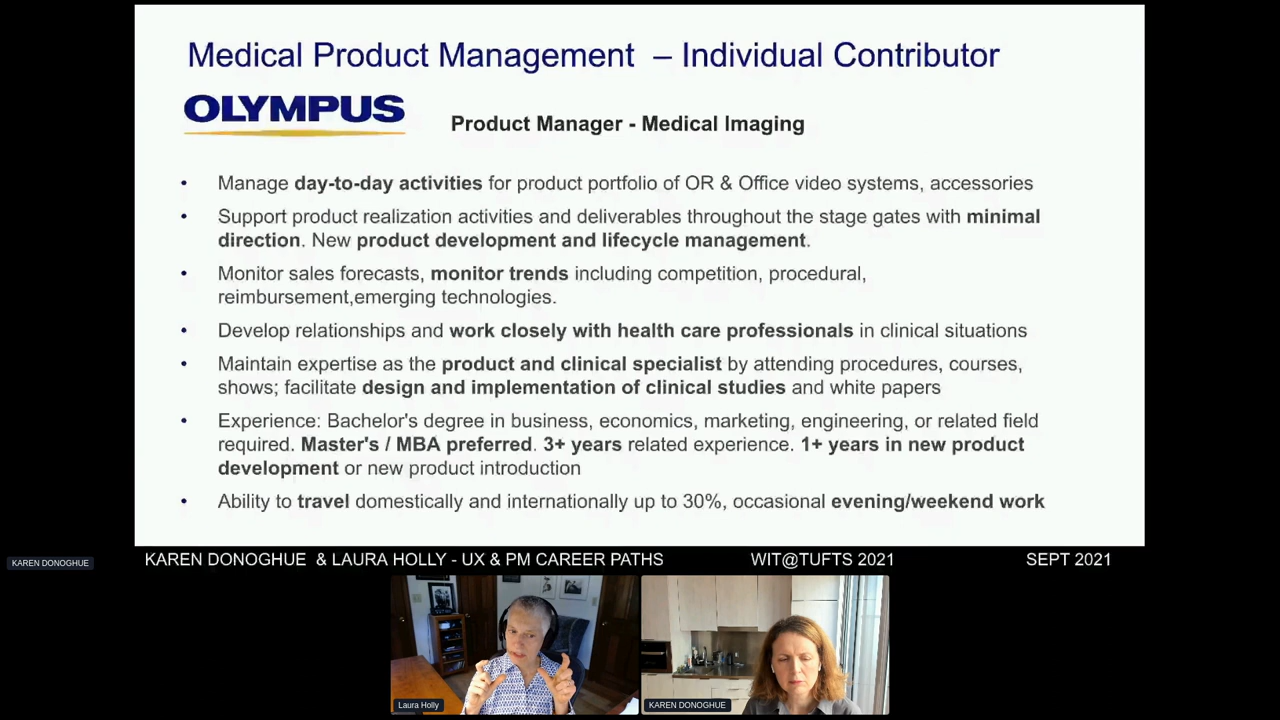 Medical Product Management – Individual Contributor
OLYMPUS
Product Manager - Medical Imaging
• Manage day-to-day activities for product portfolio of OR & Office video systems, accessories
• Support product realization activities and deliverables throughout the stage gates with minimal
direction. New product development and lifecycle management.
• Monitor sales forecasts, monitor trends including competition, procedural,
reimbursement,emerging technologies.
• Develop relationships and work closely with health care professionals in clinical situations
• Maintain expertise as the product and clinical specialist by attending procedures, courses,
shows; facilitate design and implementation of clinical studies and white papers
• Experience: Bachelor's degree in business, economics, marketing, engineering, or related field
required. Master's / MBA preferred. 3+ years related experience. 1+ years in new product
development or new product introduction
• Ability to travel domestically and internationally up to 30%, occasional evening/weekend work
KAREN DONOGHUE
KAREN DONOGHUE & LAURA HOLLY - UX & PM CAREER PATHS WIT@TUFTS 2021 SEPT 2021
Laura Holly
KAREN DONOGHUE